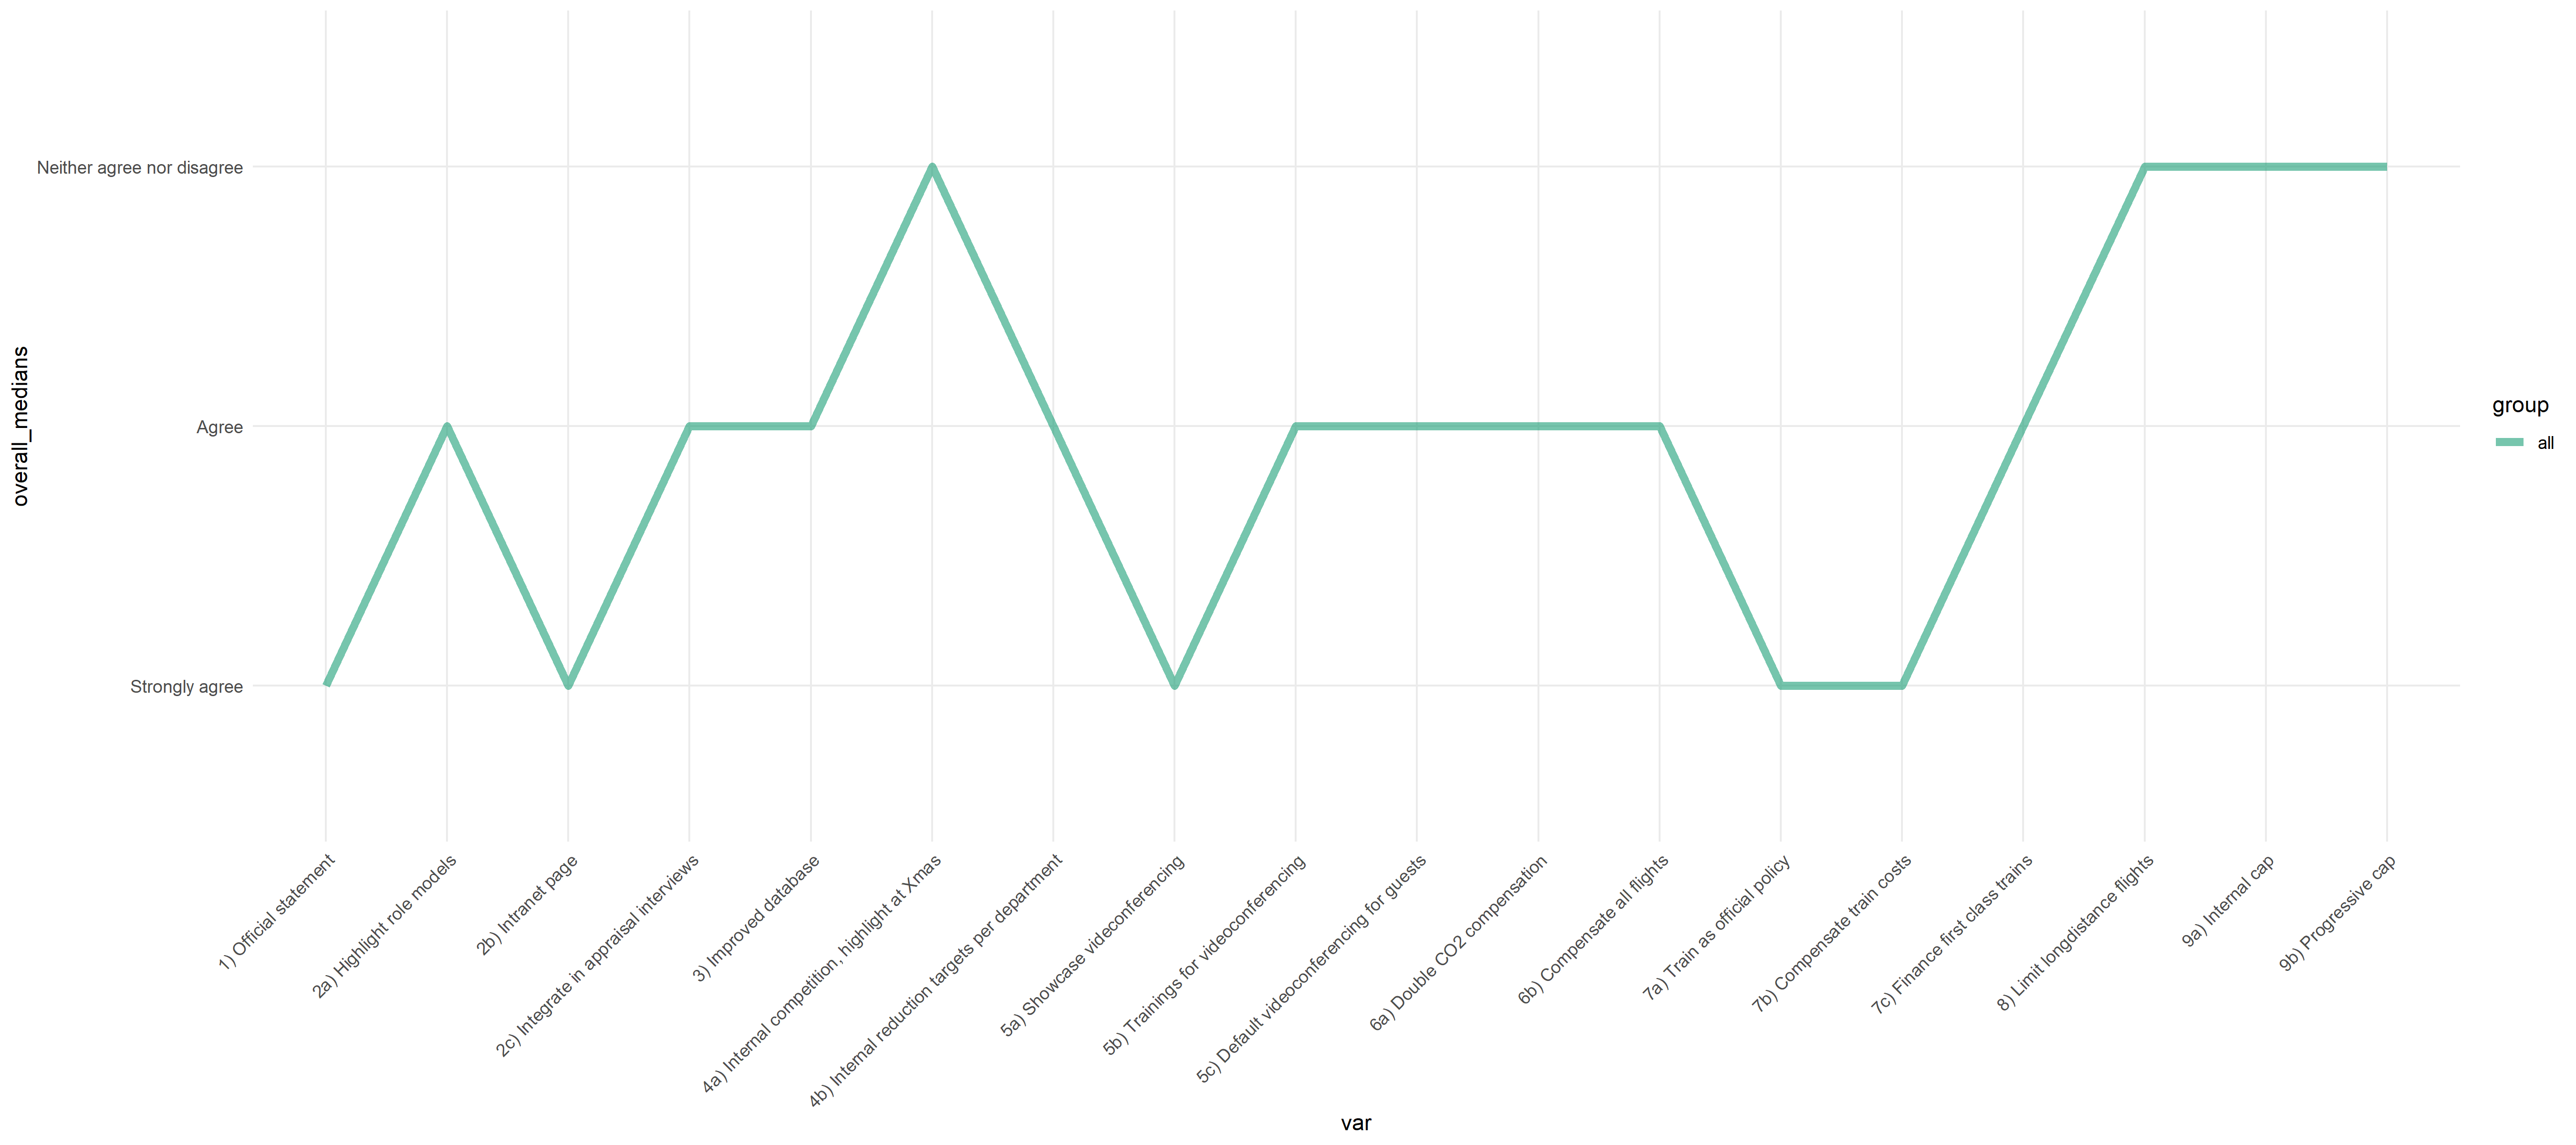 Neither agree nor disagree
Agree
Strongly agree
overall_medians
1) Official statement
2a) Highlight role models
2b) Intranet page
2c) Integrate in appraisal interviews
3) Improved database
4a) Internal competition, highlight at Xmas
4b) Internal reduction targets per department
5a) Showcase videconferencing
5b) Trainings for videoconferencing
5c) Default videoconferencing for guests
6a) Double CO2 compensation
6b) Compensate all flights
7a) Train as official policy
7b) Compensate train costs
7c) Finance first class trains
8) Limit longdistance flights
9a) Internal cap
9b) Progressive cap
var
group
all